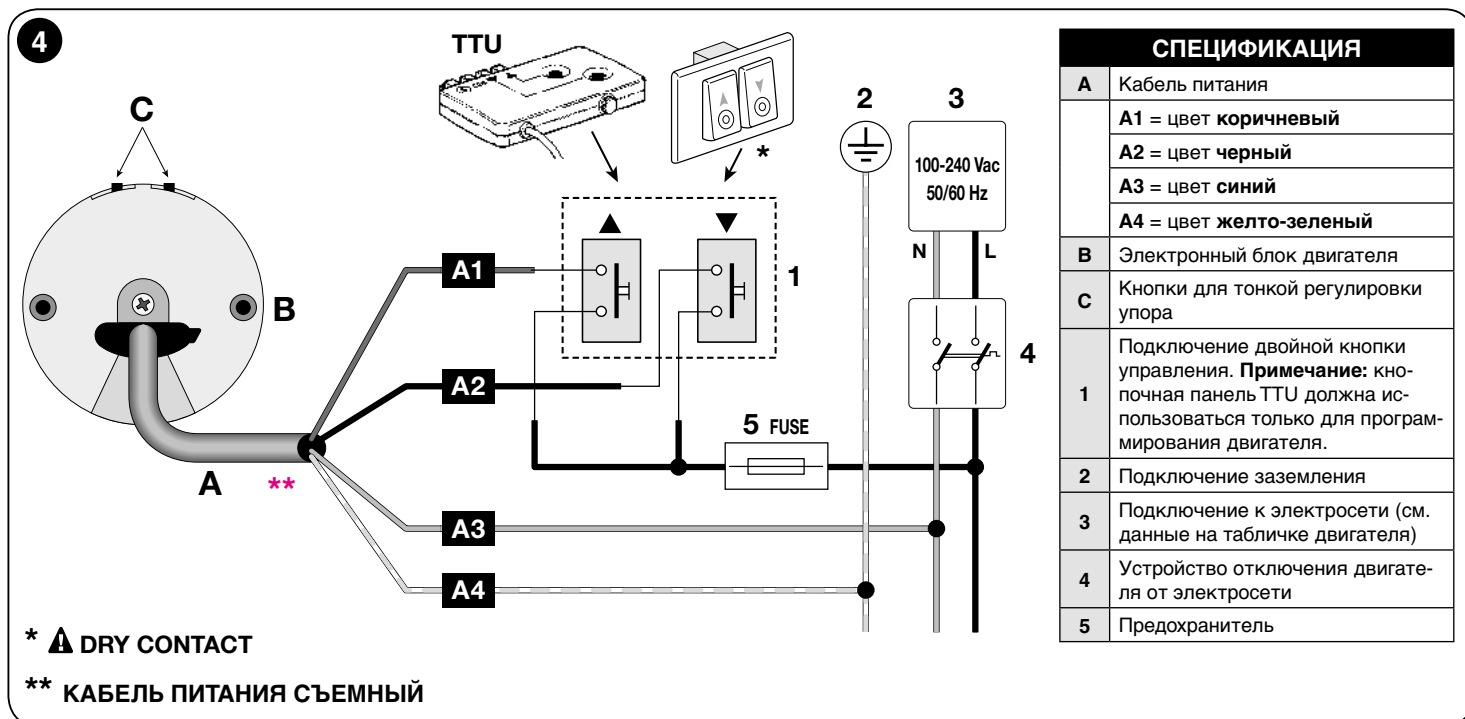 4
TTU
C
2
3
*
100-240 Vac
50/60 Hz
N
L
A1
1
B
4
A2
5 FUSE
A
**
A3
A4
* DRY CONTACT
** КАБЕЛЬ ПИТАНИЯ СЪЕМНЫЙ
СПЕЦИФИКАЦИЯ
A Кабель питания
A1 = цвет коричневый
A2 = цвет черный
A3 = цвет синий
A4 = цвет желто-зеленый
B Электронный блок двигателя
C Кнопки для тонкой регулировки
упора
1 Подключение двойной кнопки
управления. Примечание: кно-
почная панель TTU должна ис-
пользоваться только для програм-
мирования двигателя.
2 Подключение заземления
3 Подключение к электросети (см.
данные на табличке двигателя)
4 Устройство отключения двигате-
ля от электросети
5 Предохранитель